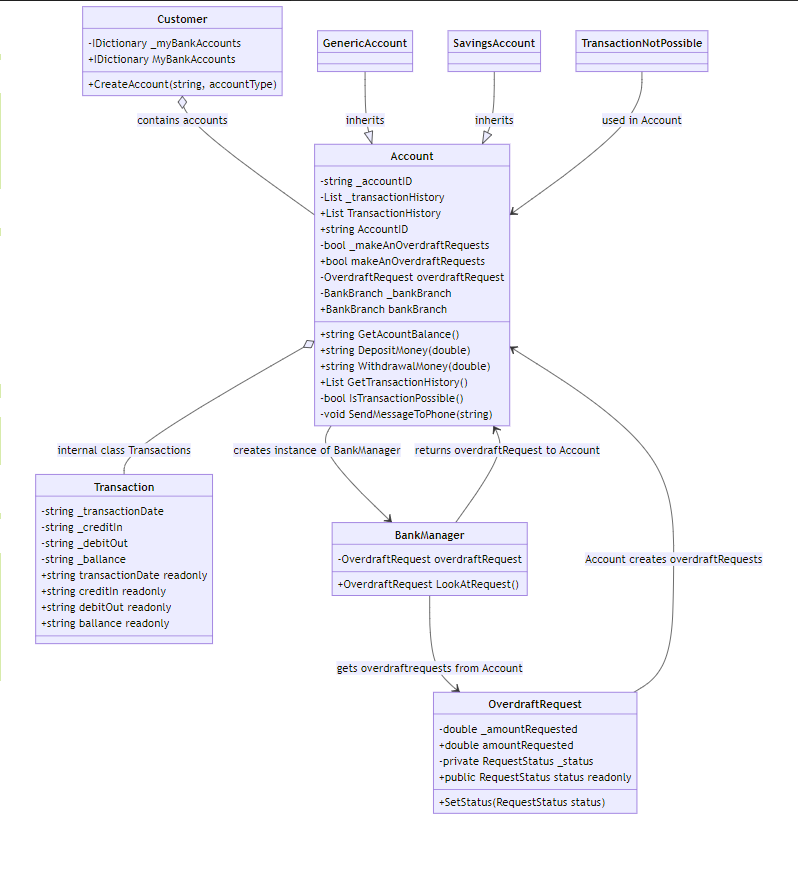 Customer
-IDictionary _myBankAccounts
+IDictionary MyBankAccounts
+CreateAccount(string, accountType)
GenericAccount
SavingsAccount
TransactionNotPossible
contains accounts
inherits
inherits
used in Account
Account
-string _accountID
-List _transactionHistory
+List TransactionHistory
+string AccountID
-bool _makeAnOverdraftRequests
+bool makeAnOverdraftRequests
-OverdraftRequest overdraftRequest
-BankBranch _bankBranch
+BankBranch bankBranch
+string GetAcountBalance()
+string DepositMoney(double)
+string WithdrawalMoney(double)
+List GetTransactionHistory()
-bool IsTransactionPossible()
-void SendMessageToPhone(string)
internal class Transactions
creates instance of BankManager
returns overdraftRequest to Account
Transaction
-string _transactionDate
-string _creditIn
-string _debitOut
-string _ballance
+string transactionDate readonly
+string creditIn readonly
+string debitOut readonly
+string ballance readonly
BankManager
-OverdraftRequest overdraftRequest
+OverdraftRequest LookAtRequest()
Account creates overdraftRequests
gets overdraftrequests from Account
OverdraftRequest
-double _amountRequested
+double amountRequested
-private RequestStatus _status
+public RequestStatus status readonly
+SetStatus(RequestStatus status)